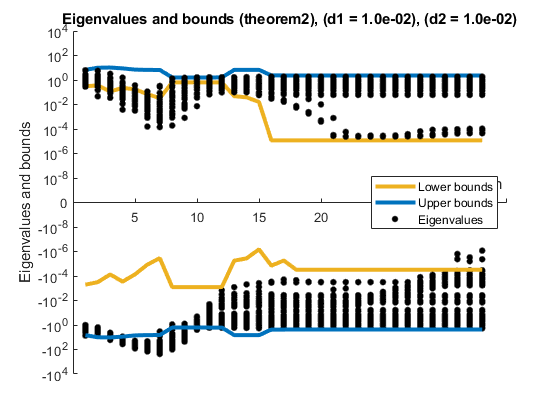 Eigenvalues and bounds (theorem2), (d1 = 1.0e-02), (d2 = 1.0e-02)
Eigenvalues and bounds
10^4
10^2
10^0
10^-2
10^-4
10^-6
10^-8
0
-10^-8
-10^-6
-10^-4
-10^-2
-10^0
-10^2
-10^4
5 10 15 20
n
Lower bounds
Upper bounds
Eigenvalues